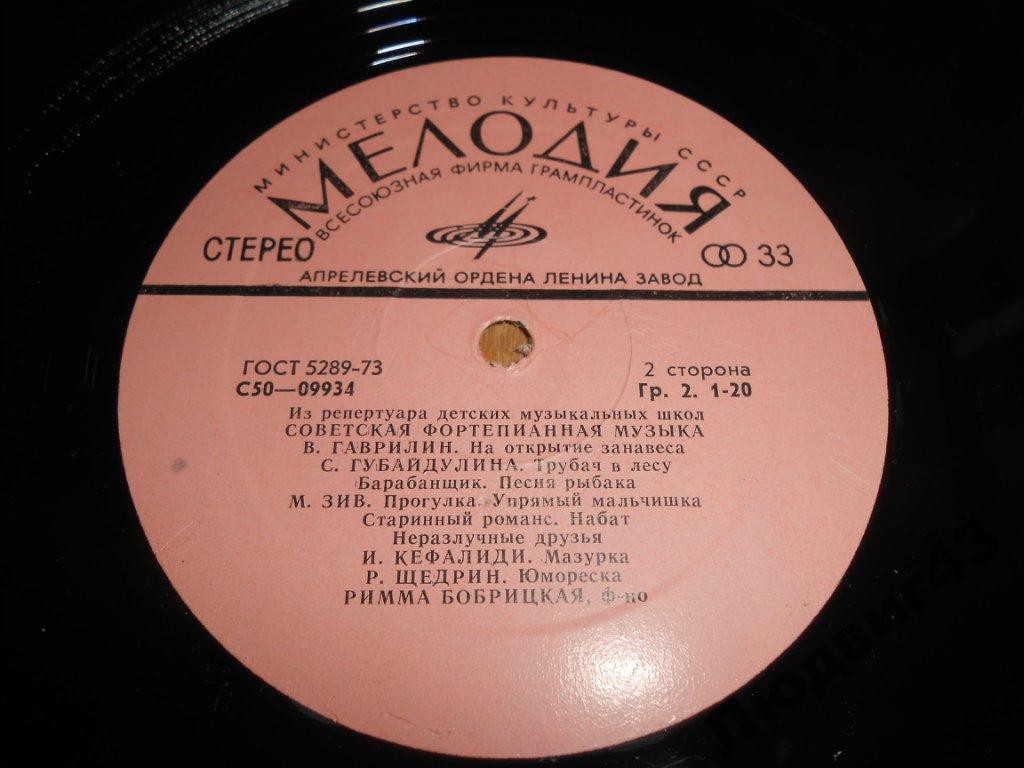 МИНИСТЕРСТВО КУЛЬТУРЫ СССР
МЕЛОДИЯ
ВСЕСОЮЗНАЯ ФИРМА ГРАМПЛАСТИНОК
СТЕРЕО 33
АПРЕЛЕВСКИЙ ОРДЕНА ЛЕНИНА ЗАВОД
ГОСТ 5289-73 2 сторона
С50—09934 Гр. 2. 1-20
Из репертуара детских музыкальных школ
СОВЕТСКАЯ ФОРТЕПИАННАЯ МУЗЫКА
В. ГАВРИЛИН. На открытие занавеса
С. ГУБАЙДУЛИНА. Трубач в лесу
Барабанщик. Песня рыбака
М. ЗИВ. Прогулка. Упрямый мальчишка
Старинный романс. Набат
Неразлучные друзья
И. КЕФАЛИДИ. Мазурка
Р. ЩЕДРИН. Юмореска
РИММА БОБРИЦКАЯ, ф-но
Людвиг43